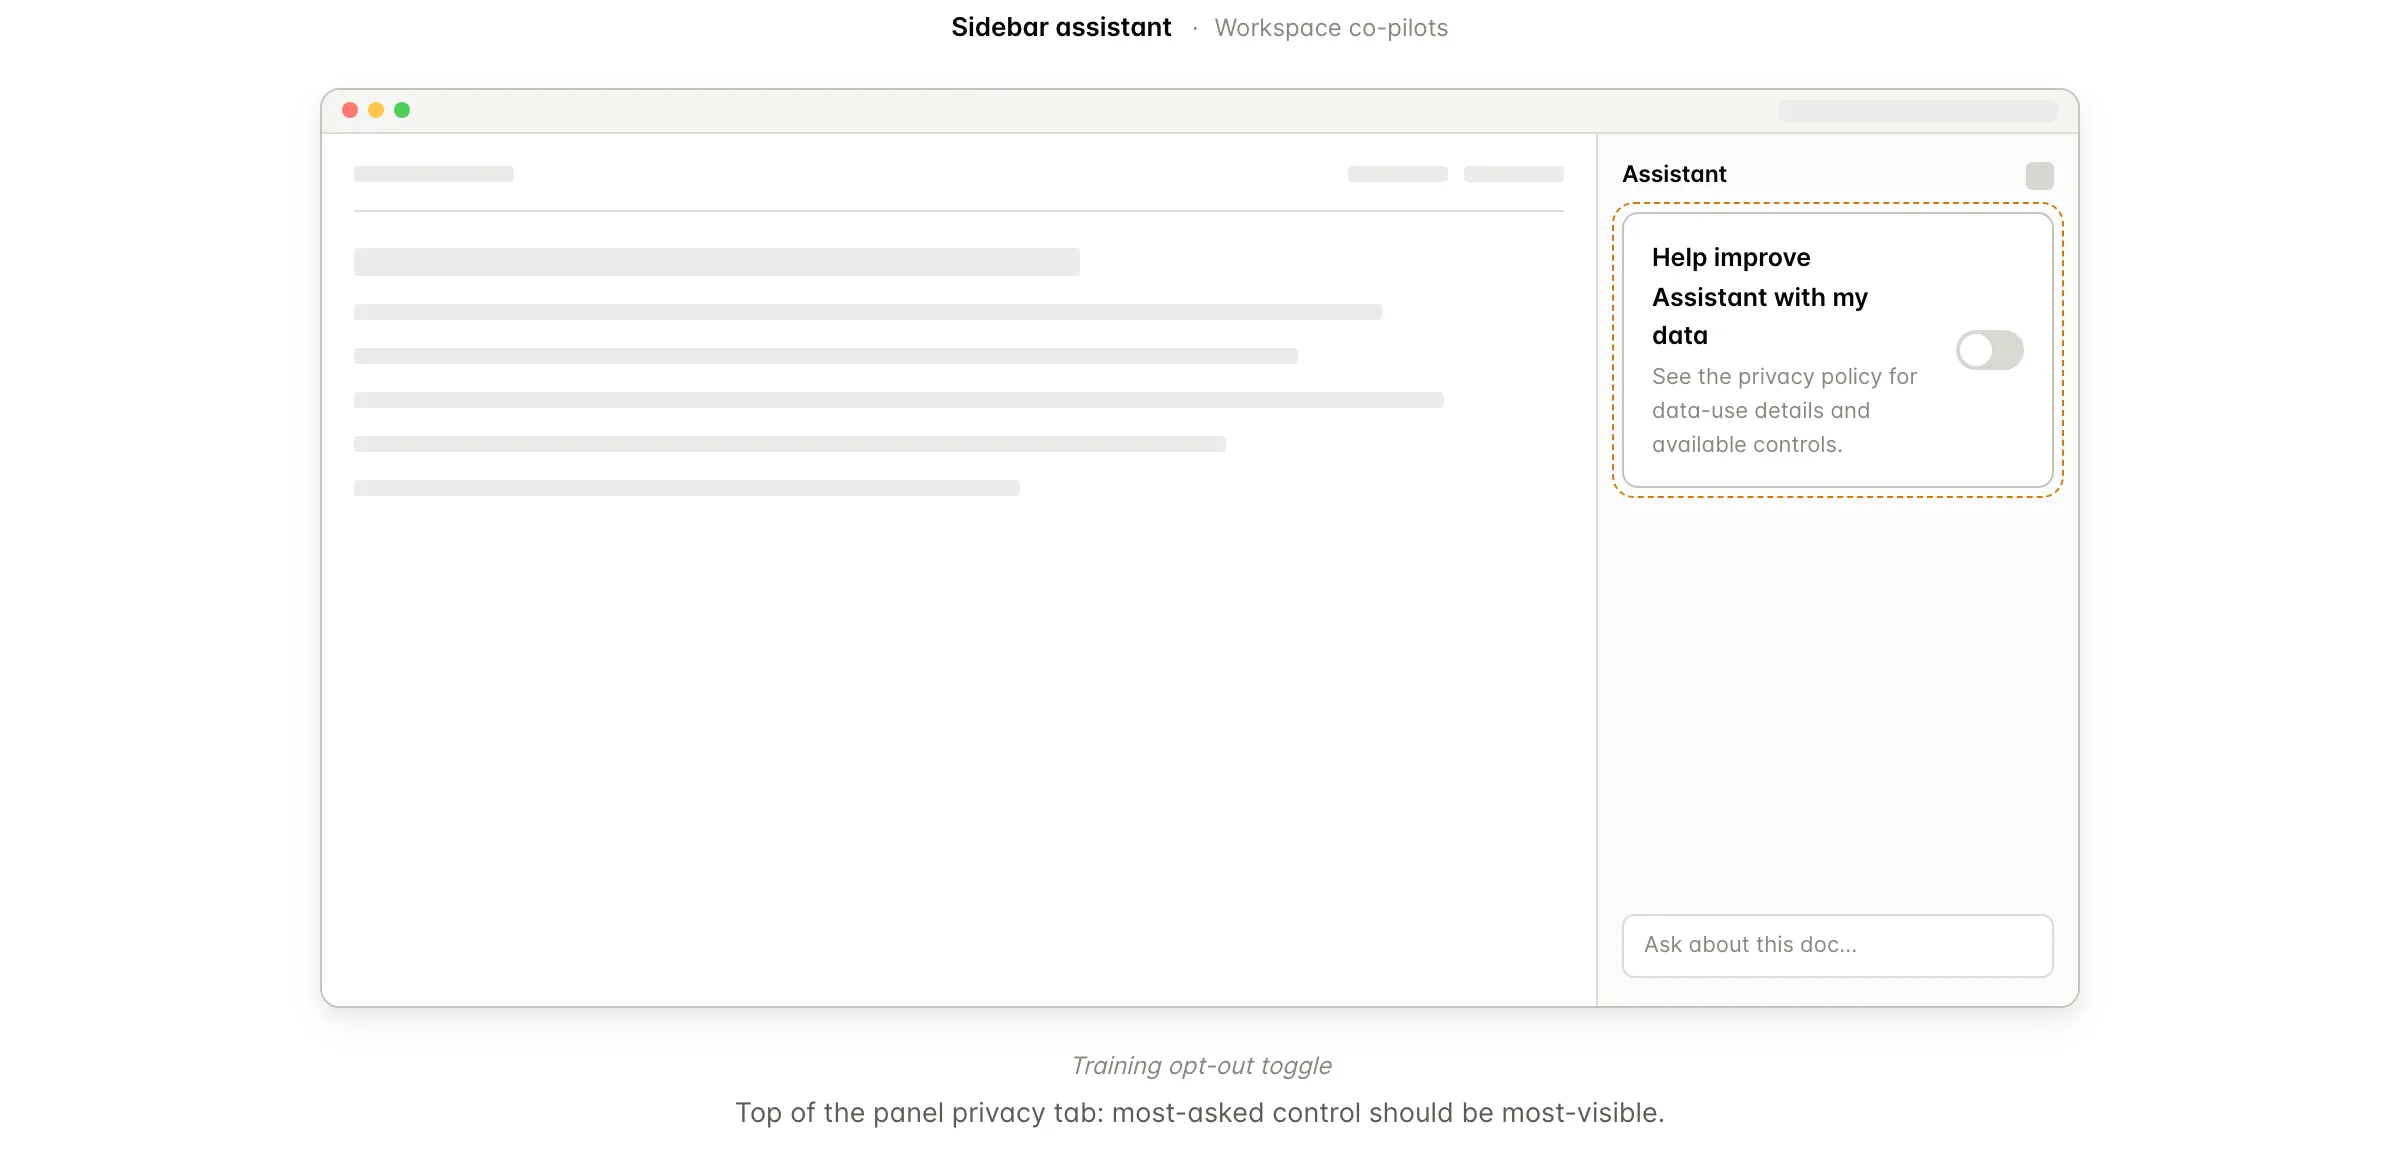 Sidebar assistant · Workspace co-pilots
Assistant
Help improve
Assistant with my
data
See the privacy policy for
data-use details and
available controls.
Ask about this doc...
Training opt-out toggle
Top of the panel privacy tab: most-asked control should be most-visible.